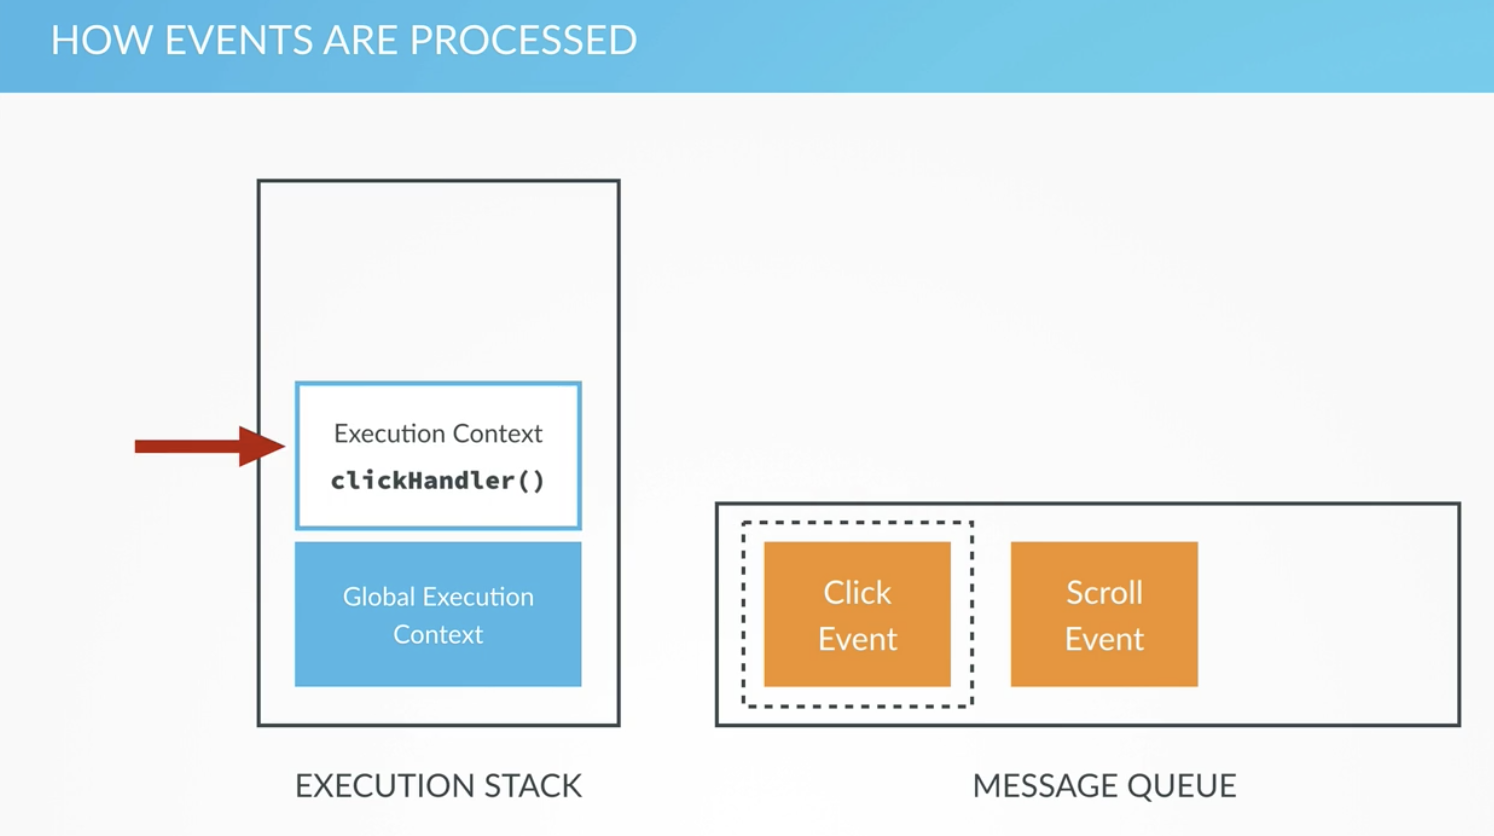 HOW EVENTS ARE PROCESSED
Execution Context
clickHandler()
Global Execution
Context
Click
Event
Scroll
Event
EXECUTION STACK
MESSAGE QUEUE